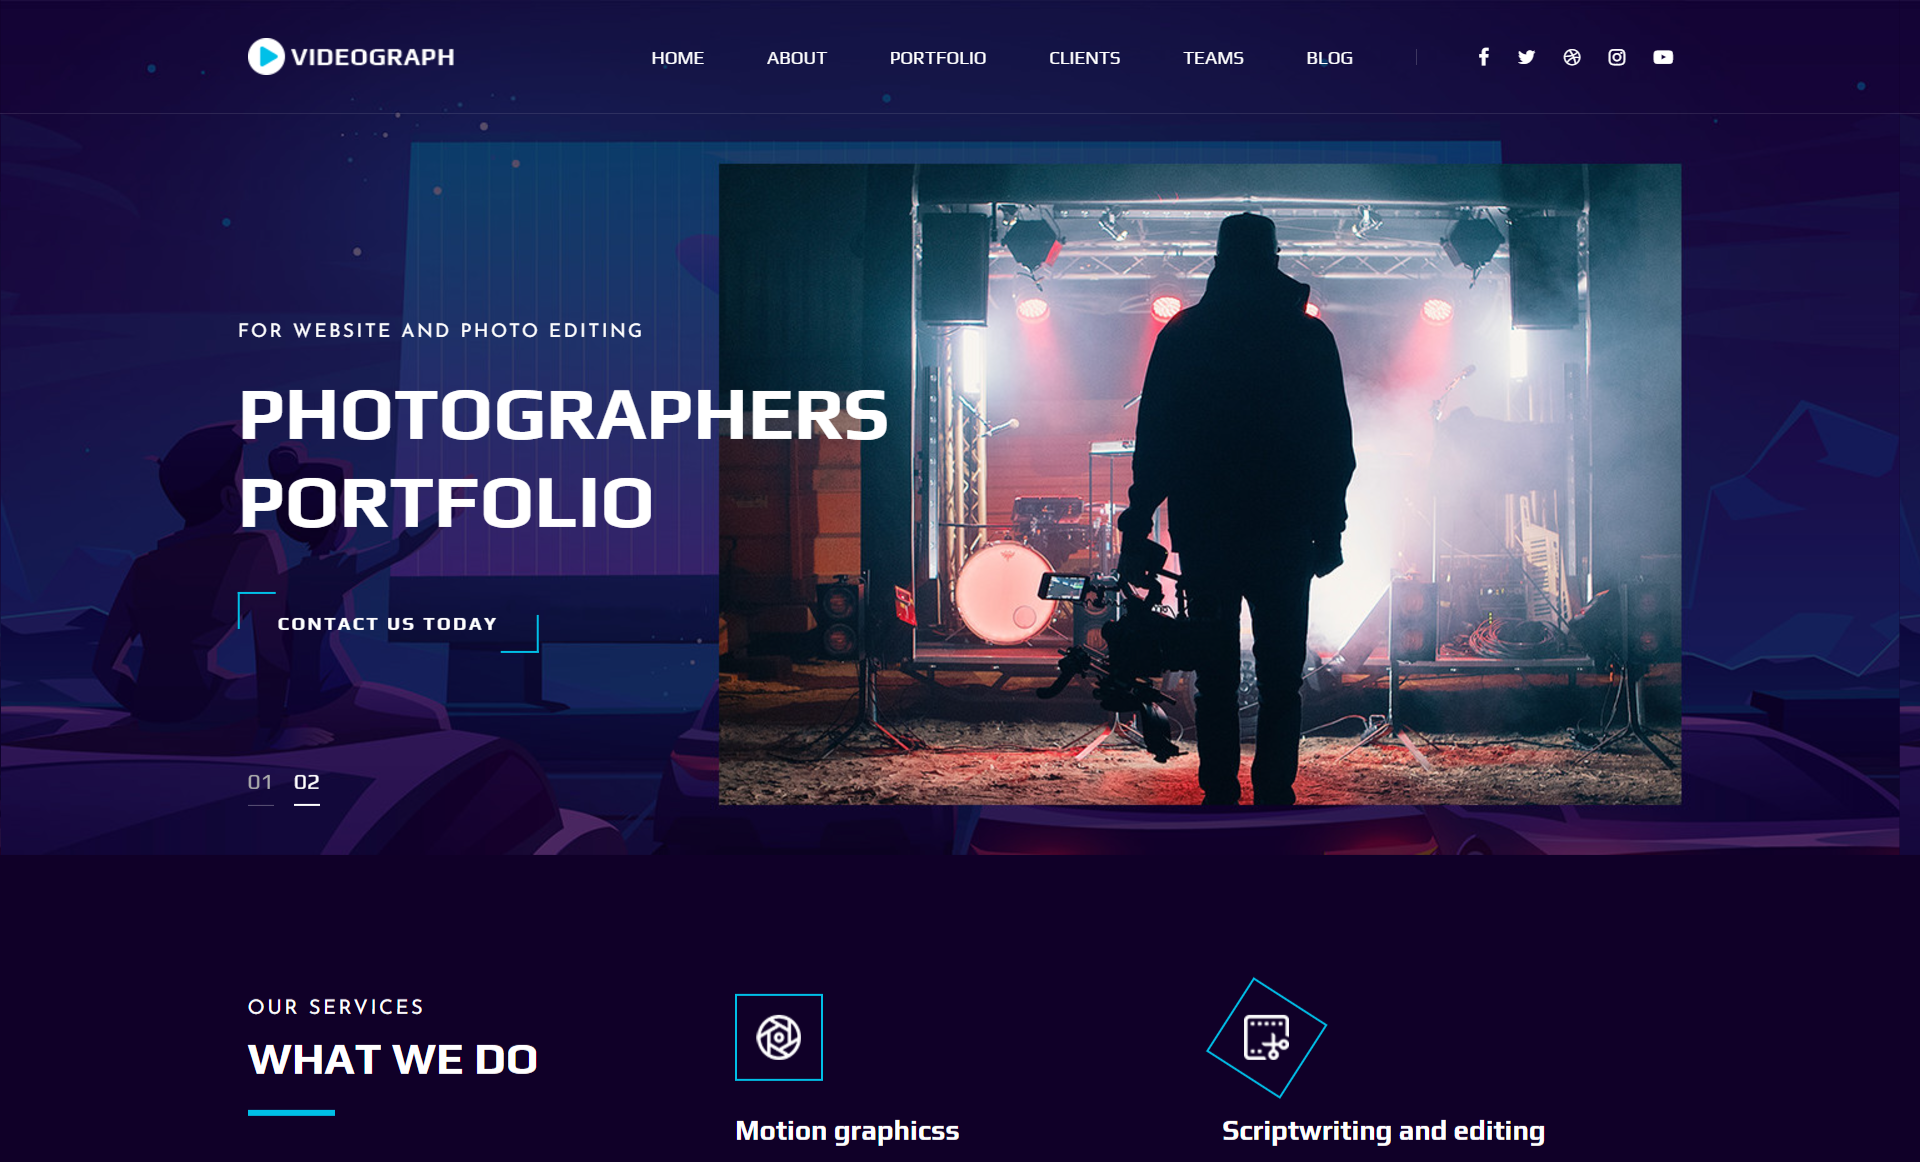 VIDEOGRAPH
HOME ABOUT PORTFOLIO CLIENTS TEAMS BLOG
FOR WEBSITE AND PHOTO EDITING
PHOTOGRAPHERS
PORTFOLIO
CONTACT US TODAY
01 02
OUR SERVICES
WHAT WE DO
Motion graphicss
Scriptwriting and editing